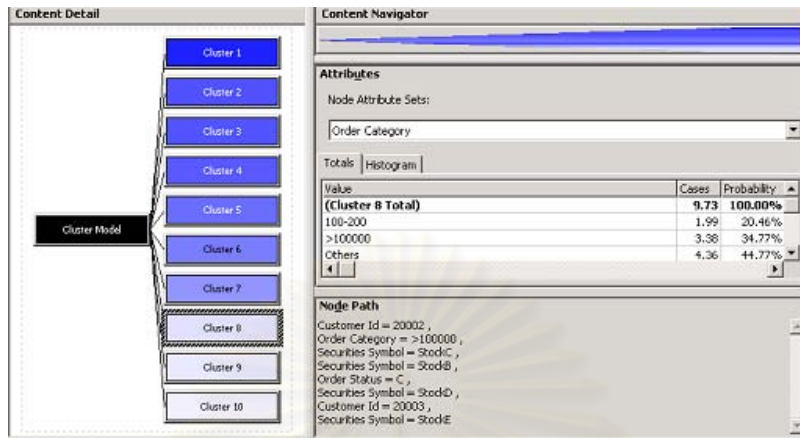 Content Detail
Cluster Model
Cluster 1
Cluster 2
Cluster 3
Cluster 4
Cluster 5
Cluster 6
Cluster 7
Cluster 8
Cluster 9
Cluster 10
Content Navigator
Attributes
Node Attribute Sets:
Order Category
Totals Histogram
Value Cases Probability
(Cluster 8 Total) 9.73 100.00%
100-200 1.99 20.46%
>100000 3.38 34.77%
Others 4.36 44.77%
Node Path
Customer Id = 20002 ,
Order Category = >100000 ,
Securities Symbol = StockC ,
Securities Symbol = StockB ,
Order Status = C ,
Securities Symbol = StockD ,
Customer Id = 20003 ,
Securities Symbol = StockE